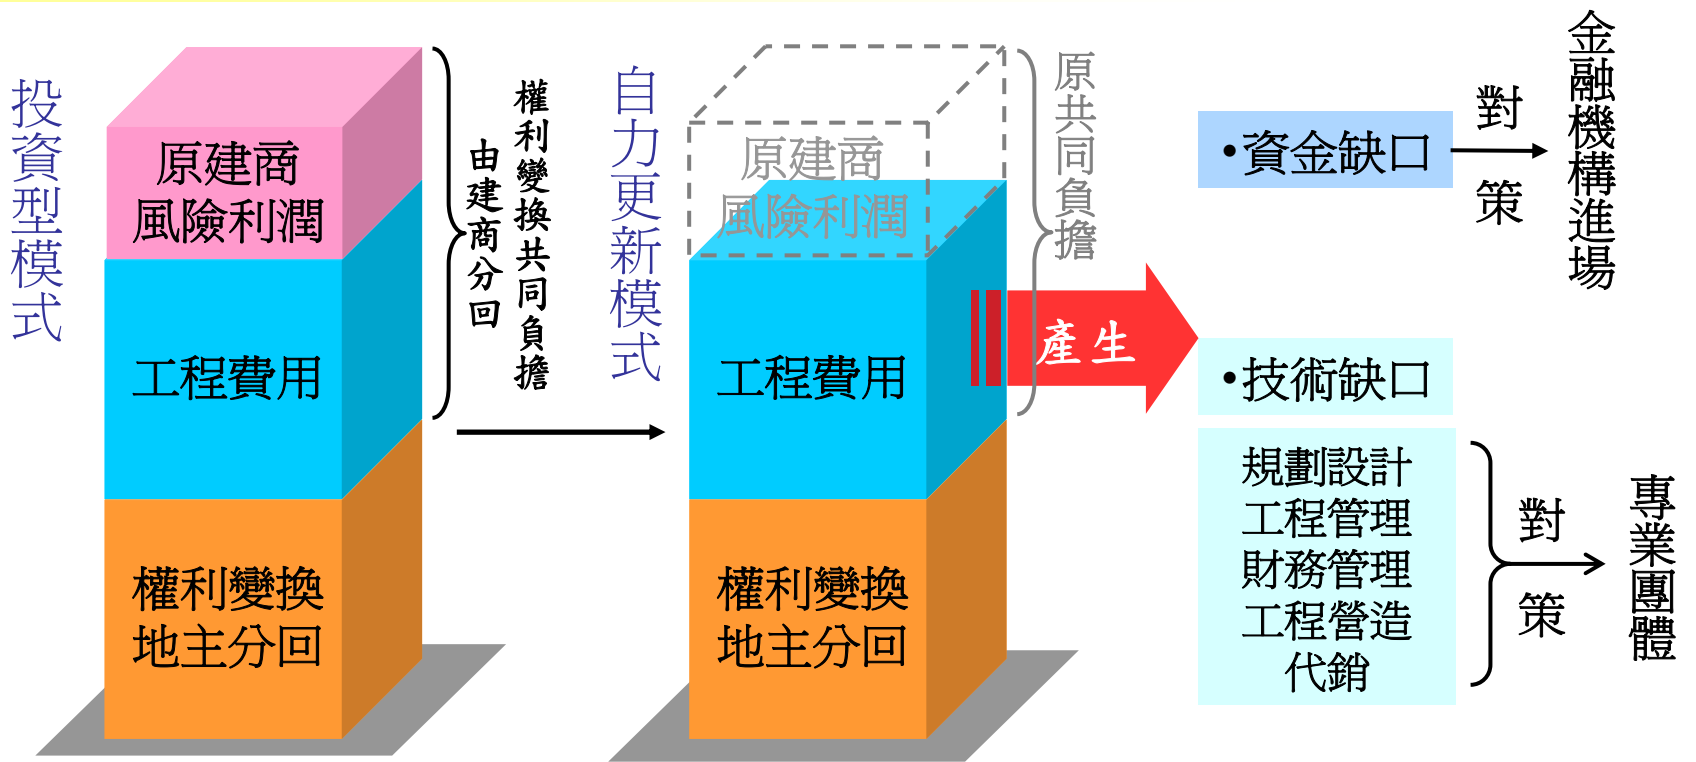 投資型模式
原建商
風險利潤
工程費用
權利變換
地主分回
權利變換共同負擔
由建商分回
自力更新模式
原建商
風險利潤
工程費用
權利變換
地主分回
原共同負擔
產生
•資金缺口
對策
金融機構進場
•技術缺口
規劃設計
工程管理
財務管理
工程營造
代銷
對策
專業團體